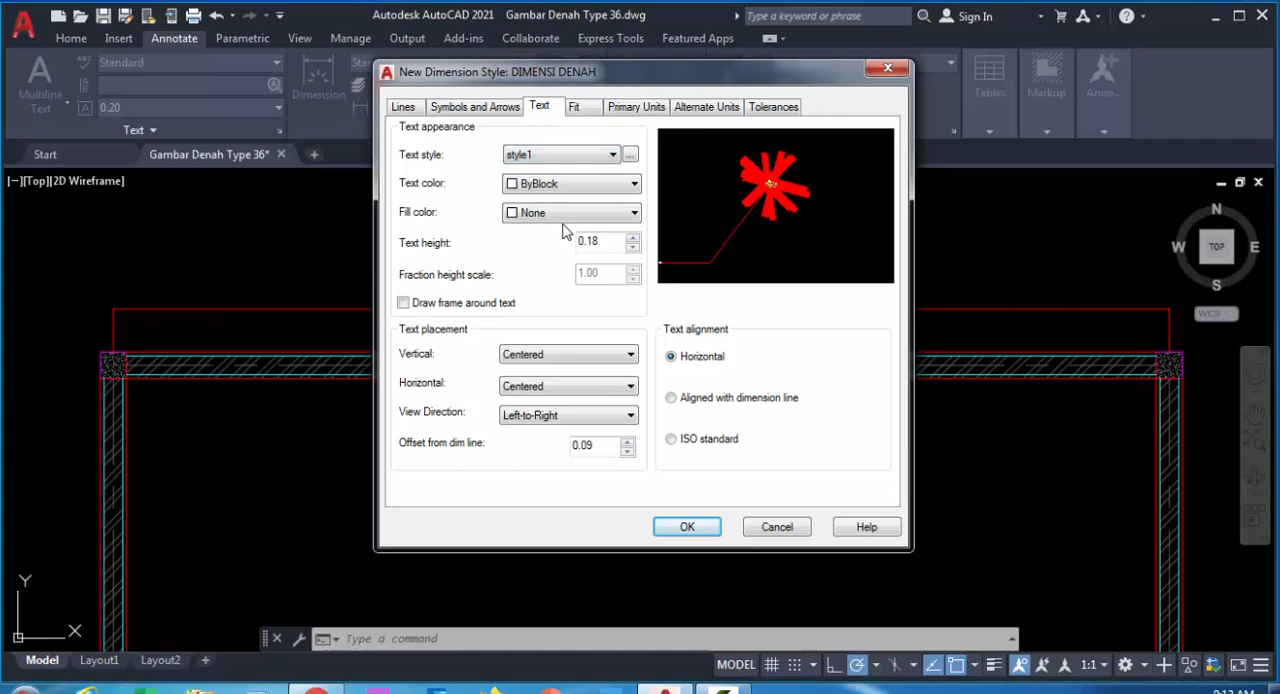 Autodesk AutoCAD 2021 Gambar Denah Type 36.dwg
Type a keyword or phrase
Sign In
Home Insert Annotate Parametric View Manage Output Add-ins Collaborate Express Tools Featured Apps
Multiline
Text
Standard
0.20
Text
Dimension
Tables
Markup
Anno...
Start
Gambar Denah Type 36*
[−][Top][2D Wireframe]
New Dimension Style: DIMENSI DENAH
Lines Symbols and Arrows Text Fit Primary Units Alternate Units Tolerances
Text appearance
Text style: style1 ...
Text color: ByBlock
Fill color: None
Text height: 0.18
Fraction height scale: 1.00
Draw frame around text
Text placement
Vertical: Centered
Horizontal: Centered
View Direction: Left-to-Right
Offset from dim line: 0.09
Text alignment
Horizontal
Aligned with dimension line
ISO standard
OK Cancel Help
N
W TOP E
S
WCS
Y
X
Type a command
Model Layout1 Layout2 +
MODEL
1:1